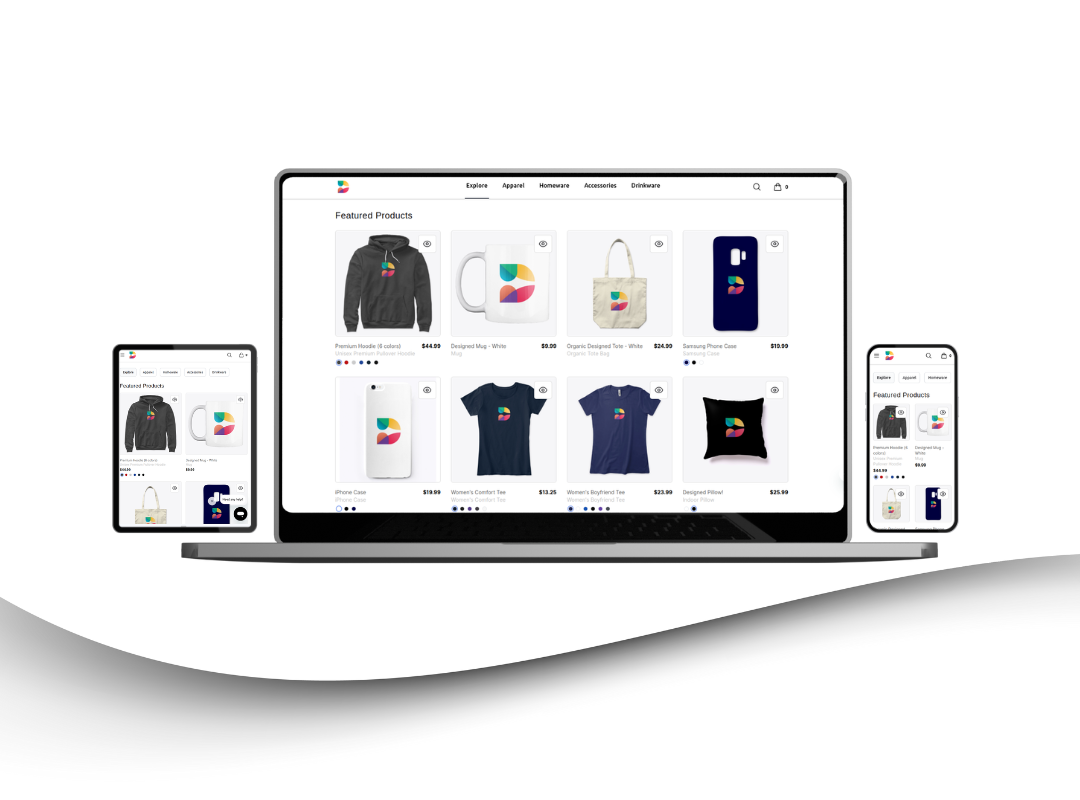 Explore Apparel Homeware Accessories Drinkware 0
Featured Products
Premium Hoodie (6 colors) $44.99
Unisex Premium Pullover Hoodie
Designed Mug - White $9.00
Mug
Organic Designed Tote - White $24.99
Organic Tote Bag
Samsung Phone Case $19.99
Samsung Case
iPhone Case $19.99
iPhone Case
Women's Comfort Tee $13.25
Women's Comfort Tee
Women's Boyfriend Tee $23.99
Women's Boyfriend Tee
Designed Pillow! $25.99
Indoor Pillow
Explore Apparel Homeware Accessories Drinkware
Featured Products
Premium Hoodie (6 colors)
$44.99
Designed Mug - White
Mug
Need any help?
0
Explore Apparel Homeware
Featured Products
Premium Hoodie (6
colors)
Unisex Premium
Pullover Hoodie
$44.99
Designed Mug -
White
Mug
$9.00